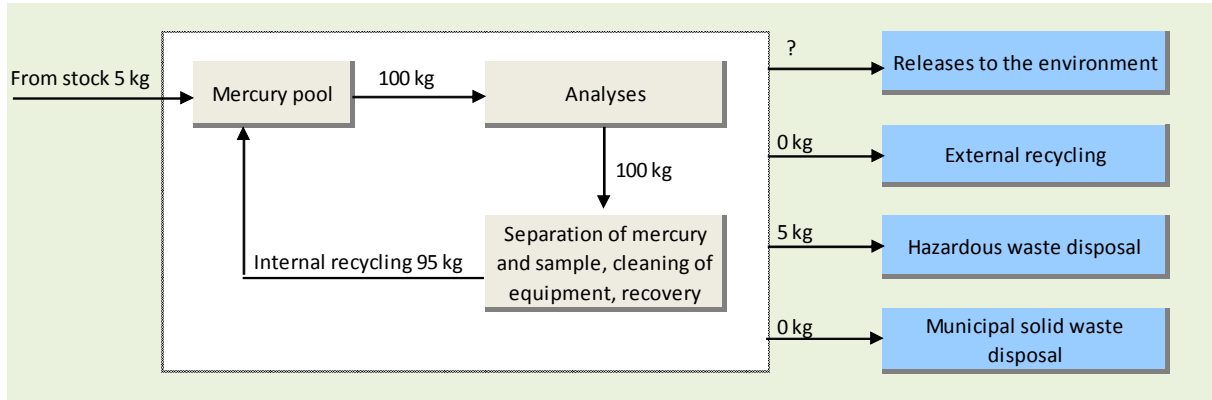 From stock 5 kg
Mercury pool
100 kg
Analyses
100 kg
Separation of mercury
and sample, cleaning of
equipment, recovery
Internal recycling 95 kg
?
Releases to the environment
0 kg
External recycling
5 kg
Hazardous waste disposal
0 kg
Municipal solid waste
disposal